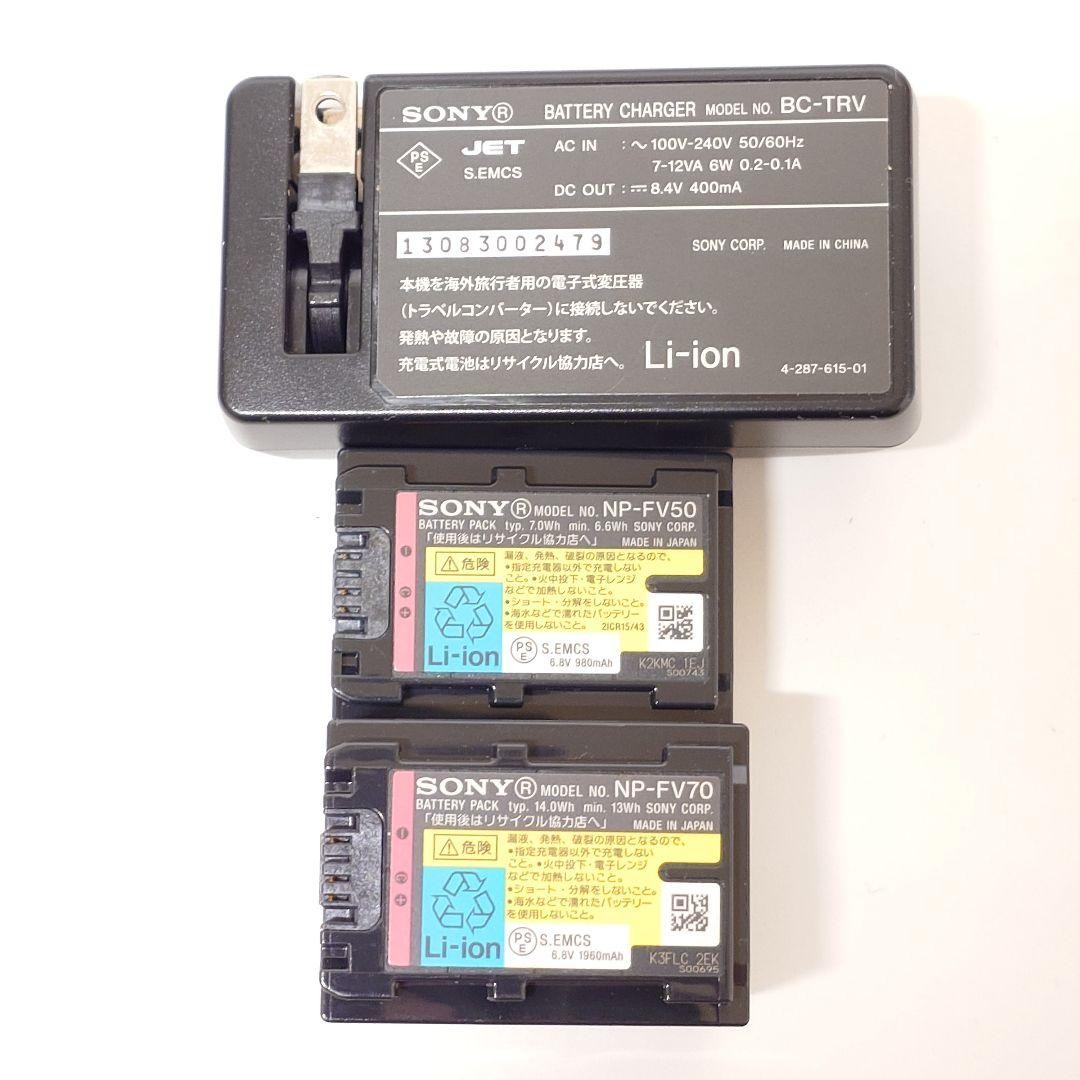 SONY® BATTERY CHARGER MODEL NO. BC-TRV
PSE JET S.EMCS
AC IN : ～100V-240V 50/60Hz
7-12VA 6W 0.2-0.1A
DC OUT : ⎓8.4V 400mA
13083002479 SONY CORP. MADE IN CHINA
本機を海外旅行者用の電子式変圧器
(トラベルコンバーター)に接続しないでください。
発熱や故障の原因となります。
充電式電池はリサイクル協力店へ。 Li-ion 4-287-615-01
SONY® MODEL NO. NP-FV50
BATTERY PACK typ. 7.0Wh min. 6.6Wh SONY CORP.
「使用後はリサイクル協力店へ」 MADE IN JAPAN
⚠危険
漏液、発熱、破裂の原因となるので、
•指定充電器以外で充電しない
こと。•火中投下・電子レンジ
などで加熱しないこと。
•ショート・分解をしないこと。
•海水などで濡れたバッテリー
を使用しないこと。 2ICR15/43
Li-ion
PSE S.EMCS
6.8V 980mAh
K2KMC 1EJ
S00743
SONY® MODEL NO. NP-FV70
BATTERY PACK typ. 14.0Wh min. 13Wh SONY CORP.
「使用後はリサイクル協力店へ」 MADE IN JAPAN
⚠危険
漏液、発熱、破裂の原因となるので、
•指定充電器以外で充電しない
こと。•火中投下・電子レンジ
などで加熱しないこと。
•ショート・分解をしないこと。
•海水などで濡れたバッテリー
を使用しないこと。
Li-ion
PSE S.EMCS
6.8V 1960mAh
K3FLC 2EK
S00695